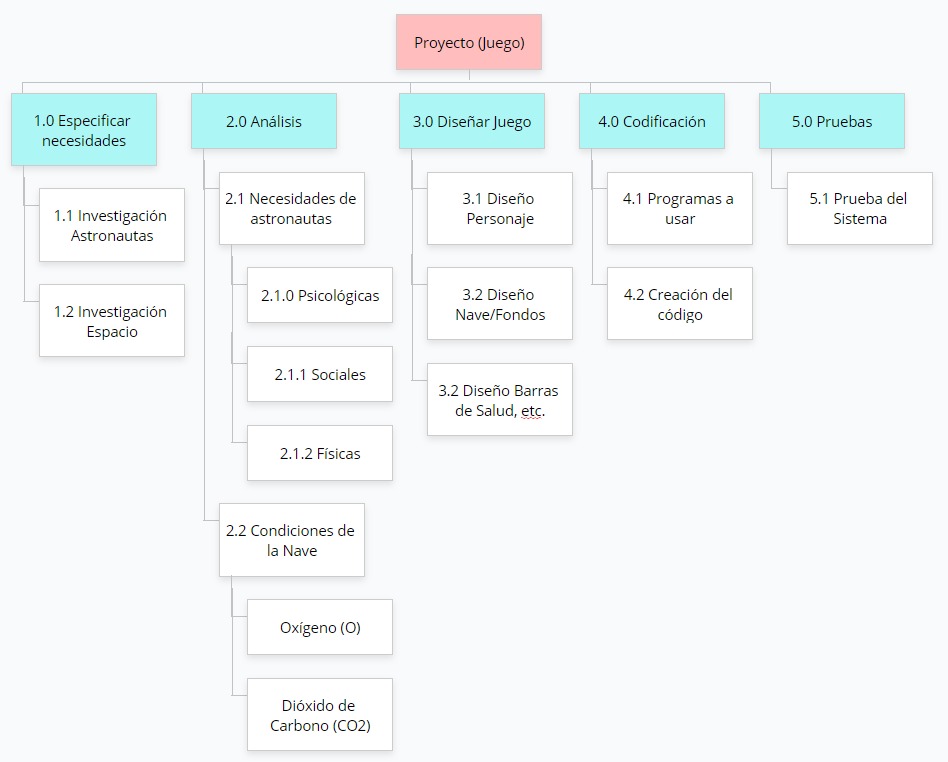 Proyecto (Juego)
1.0 Especificar
necesidades
1.1 Investigación
Astronautas
1.2 Investigación
Espacio
2.0 Análisis
2.1 Necesidades de
astronautas
2.1.0 Psicológicas
2.1.1 Sociales
2.1.2 Físicas
2.2 Condiciones de
la Nave
Oxígeno (O)
Dióxido de
Carbono (CO2)
3.0 Diseñar Juego
3.1 Diseño
Personaje
3.2 Diseño
Nave/Fondos
3.2 Diseño Barras
de Salud, etc.
4.0 Codificación
4.1 Programas a
usar
4.2 Creación del
código
5.0 Pruebas
5.1 Prueba del
Sistema